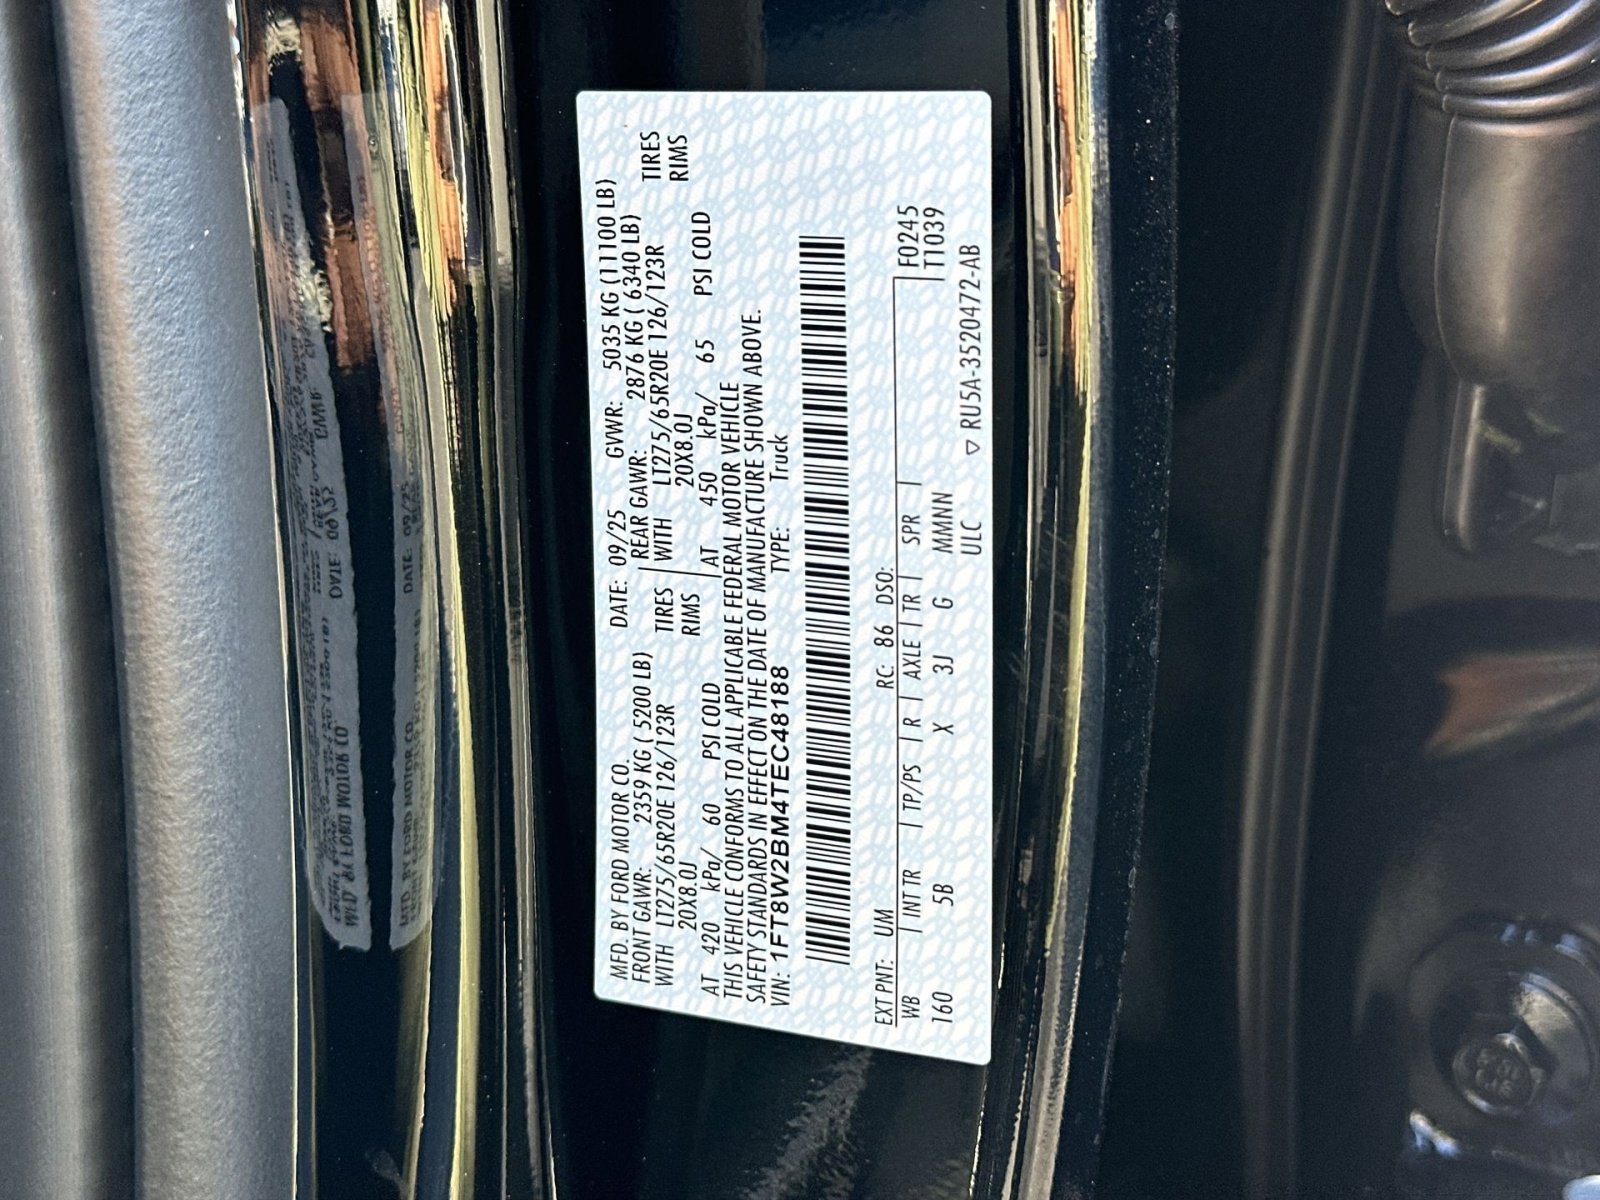 MFD. BY FORD MOTOR CO. DATE: 09/25 GVWR: 5035 KG (11100 LB)
FRONT GAWR: 2359 KG ( 5200 LB) REAR GAWR: 2876 KG ( 6340 LB)
WITH LT275/65R20E 126/123R TIRES WITH LT275/65R20E 126/123R TIRES
20X8.0J RIMS 20X8.0J RIMS
AT 420 kPa/ 60 PSI COLD AT 450 kPa/ 65 PSI COLD
THIS VEHICLE CONFORMS TO ALL APPLICABLE FEDERAL MOTOR VEHICLE
SAFETY STANDARDS IN EFFECT ON THE DATE OF MANUFACTURE SHOWN ABOVE.
VIN: 1FT8W2BM4TEC48188 TYPE: Truck
EXT PNT: UM RC: 86 DSO: F0245
WB INT TR TP/PS R AXLE TR SPR T1039
160 5B X 3J G MMNN
ULC ▽ RU5A-3520472-AB